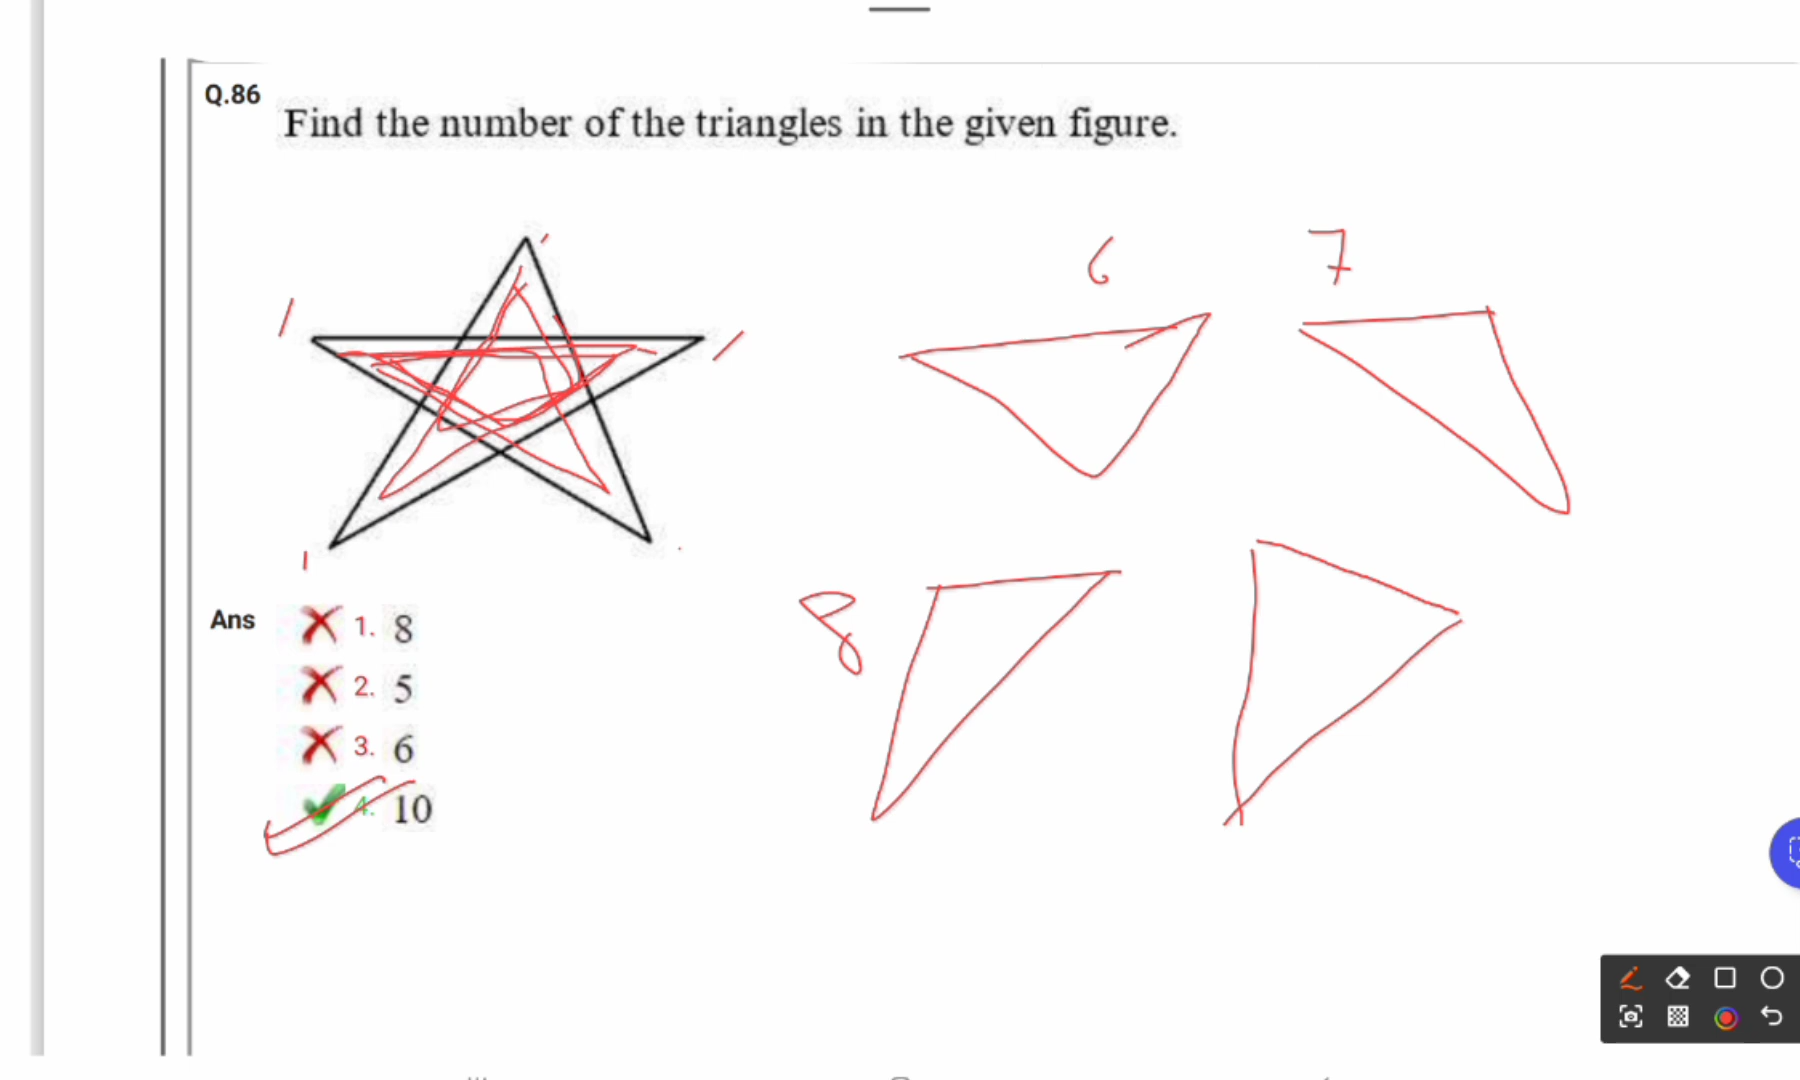 Q.86
Find the number of the triangles in the given figure.
6
7
Ans
1. 8
2. 5
3. 6
4. 10
8